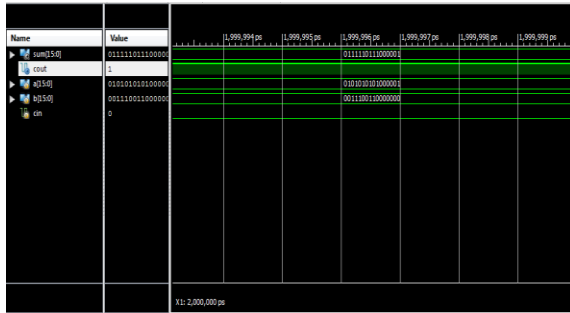 Name Value 1,999,994 ps 1,999,995 ps 1,999,996 ps 1,999,997 ps 1,999,998 ps 1,999,999 ps
sum[15:0] 011111011100000 0111110111000001
cout 1
a[15:0] 010101010100000 0101010101000001
b[15:0] 001110011000000 0011100110000000
cin 0
X1: 2,000,000 ps